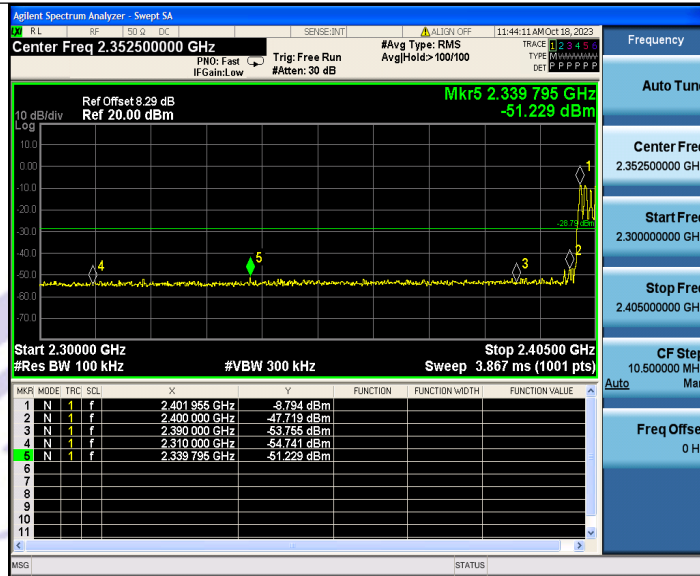 Agilent Spectrum Analyzer - Swept SA
RL RF 50 Ω DC SENSE:INT ALIGN OFF 11:44:11 AM Oct 18, 2023
Center Freq 2.352500000 GHz
#Avg Type: RMS
TRACE 1 2 3 4 5 6
PNO: Fast Trig: Free Run Avg|Hold:>100/100
TYPE
IFGain:Low #Atten: 30 dB
DET P P P P P P
Ref Offset 8.29 dB
Mkr5 2.339 795 GHz
10 dB/div Ref 20.00 dBm
-51.229 dBm
Log
10.0
0.00
-10.0
-20.0
-30.0
-40.0
-50.0
-60.0
-70.0
1
-28.79 dBm
2
3
4
5
Start 2.30000 GHz Stop 2.40500 GHz
#Res BW 100 kHz #VBW 300 kHz Sweep 3.867 ms (1001 pts)
MKR MODE TRC SCL X Y FUNCTION FUNCTION WIDTH FUNCTION VALUE
1 N 1 f 2.401 955 GHz -8.794 dBm
2 N 1 f 2.400 000 GHz -47.719 dBm
3 N 1 f 2.390 000 GHz -53.755 dBm
4 N 1 f 2.310 000 GHz -54.741 dBm
5 N 1 f 2.339 795 GHz -51.229 dBm
6
7
8
9
10
11
MSG STATUS
Frequency
Auto Tun
Center Fre
2.352500000 GH
Start Fre
2.300000000 GH
Stop Fre
2.405000000 GH
CF Step
10.500000 MH
Auto Ma
Freq Offse
0 H